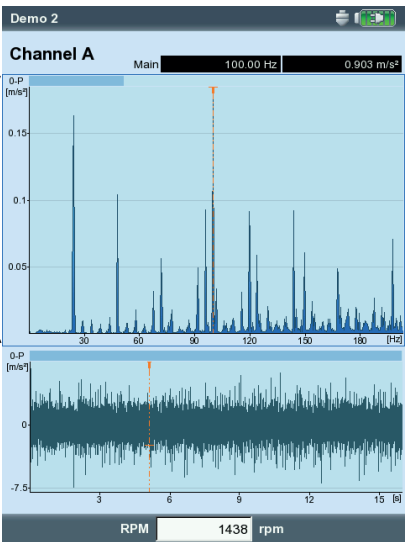 Demo 2
Channel A
Main 100.00 Hz 0.903 m/s²
0-P
[m/s²]
0.15
0.1
0.05
30 60 90 120 150 180 [Hz]
0-P
[m/s²]
0
-7.5
3 6 9 12 15 [s]
RPM 1438 rpm